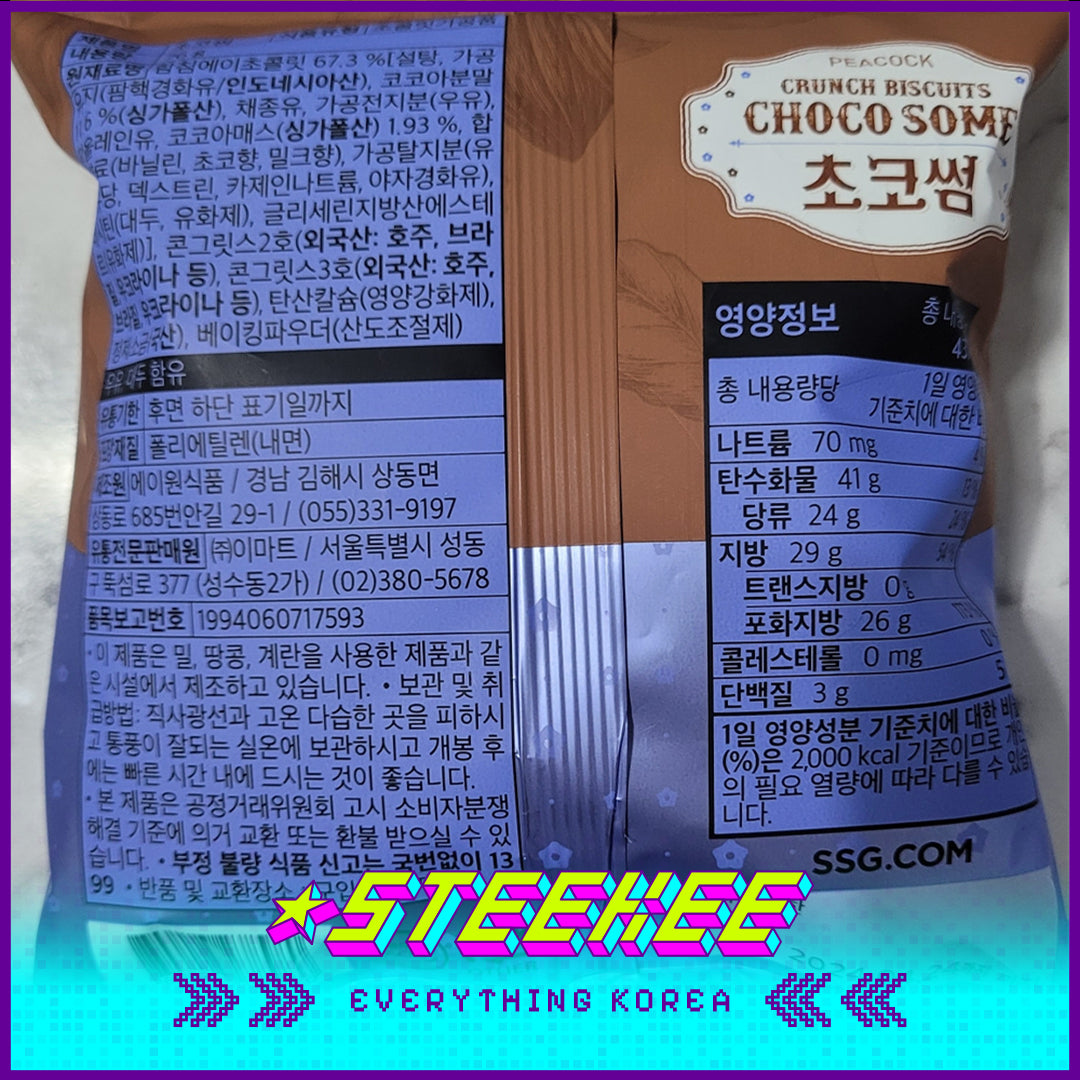 원재료명 함침에이초콜릿 67.3 %[설탕, 가공
유지(팜핵경화유/인도네시아산), 코코아분말
%(싱가폴산), 채종유, 가공전지분(우유),
올레인유, 코코아매스(싱가폴산) 1.93 %, 합
료(바닐린, 초코향, 밀크향), 가공탈지분(유
당, 덱스트린, 카제인나트륨, 야자경화유),
(대두, 유화제), 글리세린지방산에스테
(유화제)], 콘그릿스2호(외국산: 호주, 브라
질, 우크라이나 등), 콘그릿스3호(외국산: 호주,
브라질, 우크라이나 등), 탄산칼슘(영양강화제),
정제소금(국산), 베이킹파우더(산도조절제)
우유 대두 함유
유통기한 후면 하단 표기일까지
재질 폴리에틸렌(내면)
제조원 에이원식품 / 경남 김해시 상동면
상동로 685번안길 29-1 / (055)331-9197
유통전문판매원 ㈜이마트 / 서울특별시 성동
구 뚝섬로 377 (성수동2가) / (02)380-5678
품목보고번호 1994060717593
• 이 제품은 밀, 땅콩, 계란을 사용한 제품과 같
은 시설에서 제조하고 있습니다. • 보관 및 취
급방법: 직사광선과 고온 다습한 곳을 피하시
고 통풍이 잘되는 실온에 보관하시고 개봉 후
에는 빠른 시간 내에 드시는 것이 좋습니다.
• 본 제품은 공정거래위원회 고시 소비자분쟁
해결 기준에 의거 교환 또는 환불 받으실 수 있
습니다. • 부정 불량 식품 신고는 국번없이 13
99 • 반품 및 교환장소
PEACOCK
CRUNCH BISCUITS
CHOCO SOME
초코썸
영양정보
총 내용량당
1일 영양
기준치에 대한
나트륨 70 mg
탄수화물 41 g
당류 24 g
지방 29 g
트랜스지방 0 g
포화지방 26 g
콜레스테롤 0 mg
단백질 3 g
1일 영양성분 기준치에 대한 비율
(%)은 2,000 kcal 기준이므로 개인
의 필요 열량에 따라 다를 수 있습
니다.
SSG.COM
STEEKEE
EVERYTHING KOREA